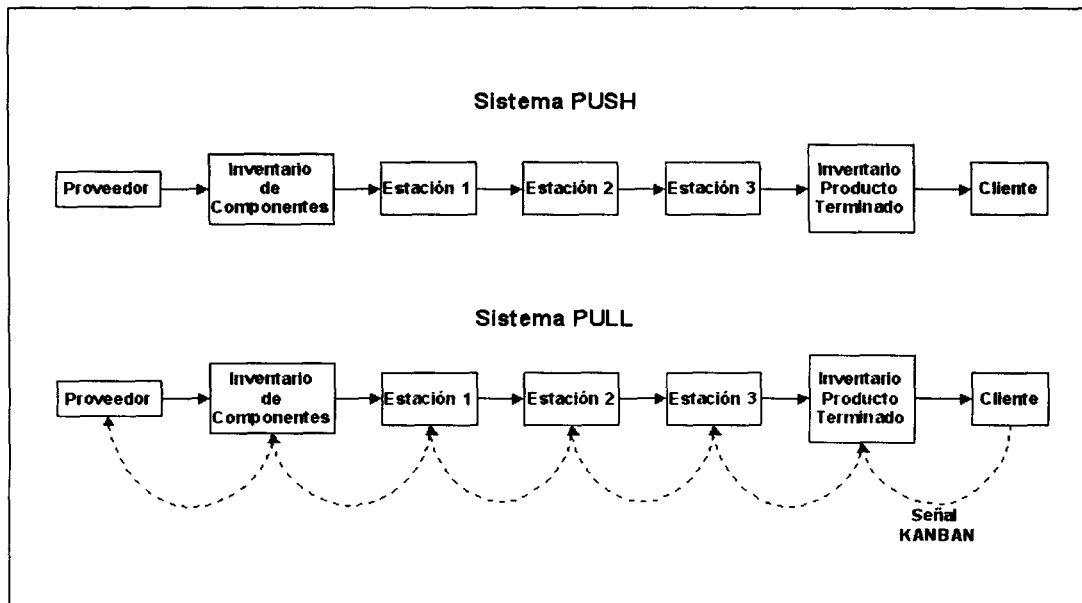 Sistema PUSH
Proveedor
Inventario
de
Componentes
Estación 1
Estación 2
Estación 3
Inventario
Producto
Terminado
Cliente
Sistema PULL
Proveedor
Inventario
de
Componentes
Estación 1
Estación 2
Estación 3
Inventario
Producto
Terminado
Cliente
Señal
KANBAN